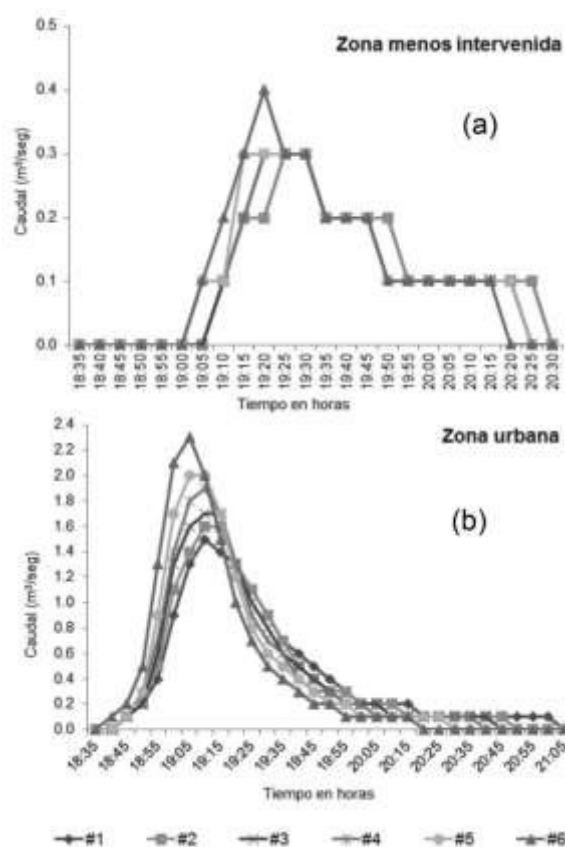 Zona menos intervenida
(a)
Caudal (m³/seg)
0.5
0.4
0.3
0.2
0.1
0.0
18:35 18:40 18:45 18:50 18:55 19:00 19:05 19:10 19:15 19:20 19:25 19:30 19:35 19:40 19:45 19:50 19:55 20:00 20:05 20:10 20:15 20:20 20:25 20:30
Tiempo en horas
Zona urbana
(b)
Caudal (m³/seg)
2.4
2.2
2.0
1.8
1.6
1.4
1.2
1.0
0.8
0.6
0.4
0.2
0.0
18:35 18:45 18:55 19:05 19:15 19:25 19:35 19:45 19:55 20:05 20:15 20:25 20:35 20:45 20:55 21:05
Tiempo en horas
#1 #2 #3 #4 #5 #6